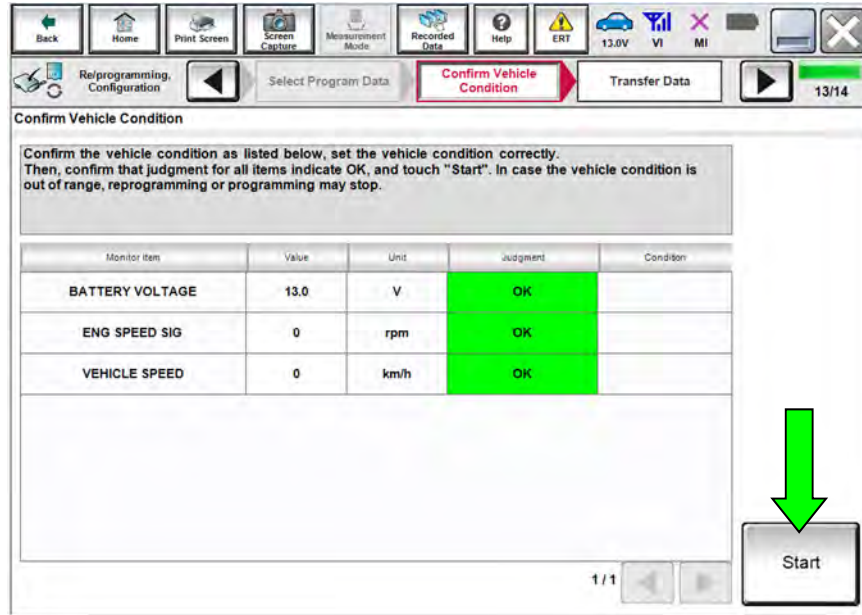 Back
Home
Print Screen
Screen
Capture
Measurement
Mode
Recorded
Data
Help
ERT
13.0V
VI
MI
Re/programming,
Configuration
Select Program Data
Confirm Vehicle
Condition
Transfer Data
13/14
Confirm Vehicle Condition
Confirm the vehicle condition as listed below, set the vehicle condition correctly.
Then, confirm that judgment for all items indicate OK, and touch "Start". In case the vehicle condition is
out of range, reprogramming or programming may stop.
Monitor Item Value Unit Judgment Condition
BATTERY VOLTAGE 13.0 V OK
ENG SPEED SIG 0 rpm OK
VEHICLE SPEED 0 km/h OK
Start
1/1